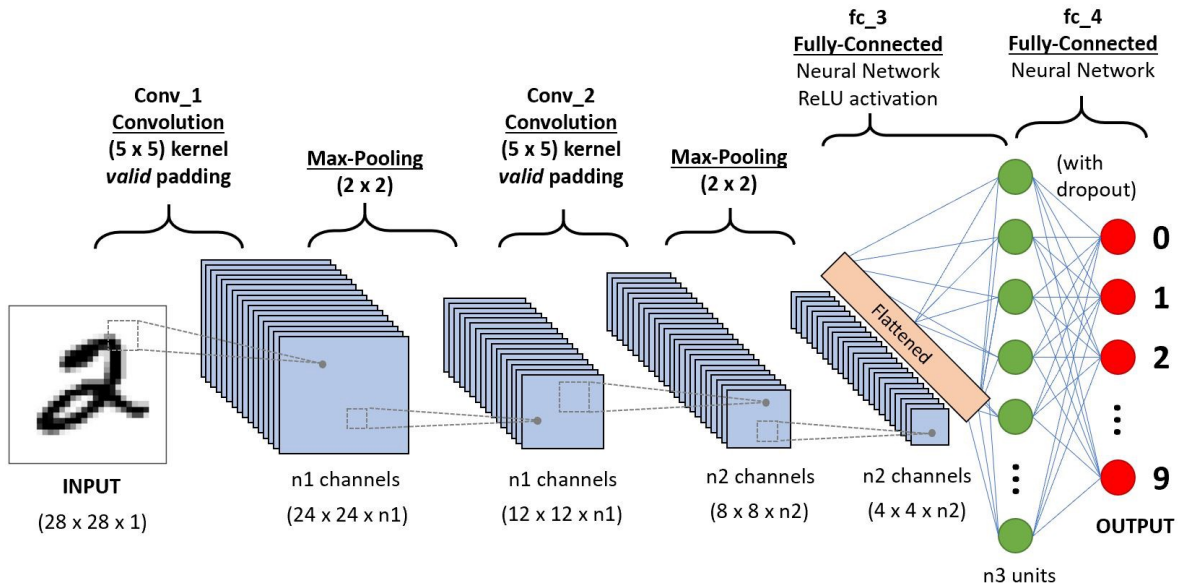 fc_3
Fully-Connected
Neural Network
ReLU activation
fc_4
Fully-Connected
Neural Network
Conv_1
Convolution
(5 x 5) kernel
valid padding
Max-Pooling
(2 x 2)
Conv_2
Convolution
(5 x 5) kernel
valid padding
Max-Pooling
(2 x 2)
(with
dropout)
Flattened
0
1
2
9
INPUT
(28 x 28 x 1)
n1 channels
(24 x 24 x n1)
n1 channels
(12 x 12 x n1)
n2 channels
(8 x 8 x n2)
n2 channels
(4 x 4 x n2)
OUTPUT
n3 units